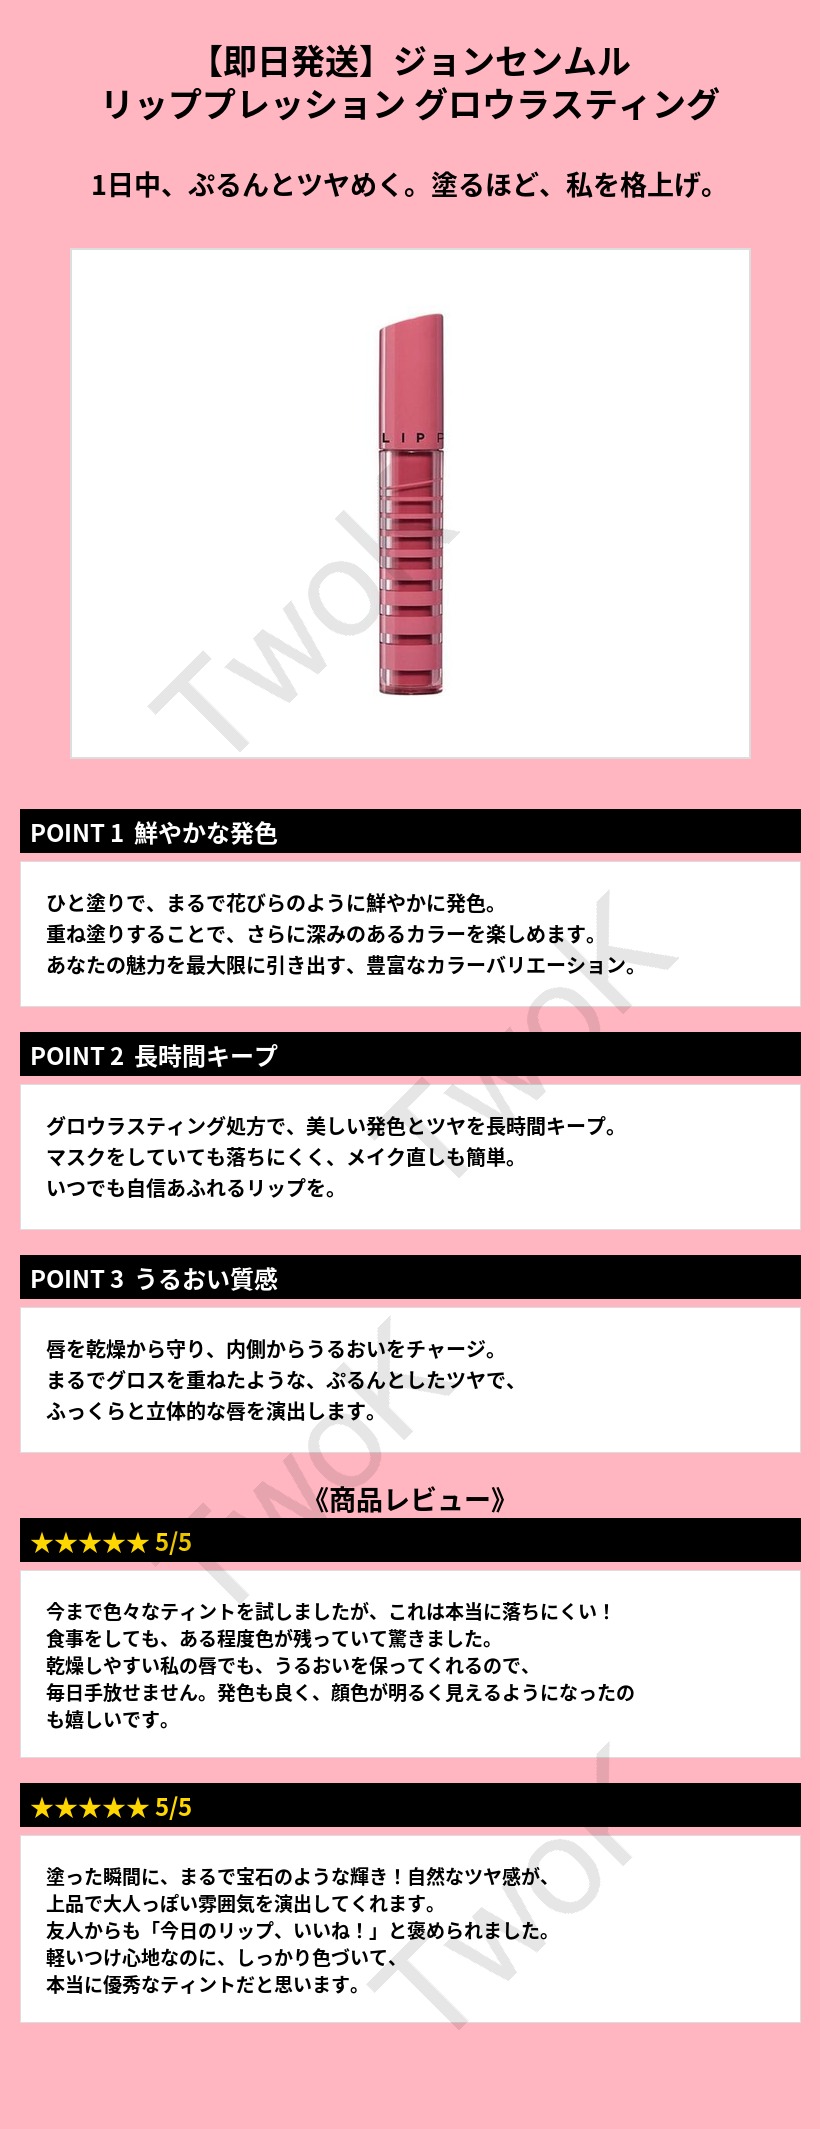 【即日発送】ジョンセンムル
リッププレッション グロウラスティング
1日中、ぷるんとツヤめく。塗るほど、私を格上げ。
LIPP
TwoK
POINT 1 鮮やかな発色
ひと塗りで、まるで花びらのように鮮やかに発色。
重ね塗りすることで、さらに深みのあるカラーを楽しめます。
あなたの魅力を最大限に引き出す、豊富なカラーバリエーション。
TwoK
POINT 2 長時間キープ
グロウラスティング処方で、美しい発色とツヤを長時間キープ。
マスクをしていても落ちにくく、メイク直しも簡単。
いつでも自信あふれるリップを。
POINT 3 うるおい質感
唇を乾燥から守り、内側からうるおいをチャージ。
まるでグロスを重ねたような、ぷるんとしたツヤで、
ふっくらと立体的な唇を演出します。
TwoK
《商品レビュー》
★★★★★ 5/5
今まで色々なティントを試しましたが、これは本当に落ちにくい！
食事をしても、ある程度色が残っていて驚きました。
乾燥しやすい私の唇でも、うるおいを保ってくれるので、
毎日手放せません。発色も良く、顔色が明るく見えるようになったの
も嬉しいです。
★★★★★ 5/5
塗った瞬間に、まるで宝石のような輝き！自然なツヤ感が、
上品で大人っぽい雰囲気を演出してくれます。
友人からも「今日のリップ、いいね！」と褒められました。
軽いつけ心地なのに、しっかり色づいて、
本当に優秀なティントだと思います。
TwoK